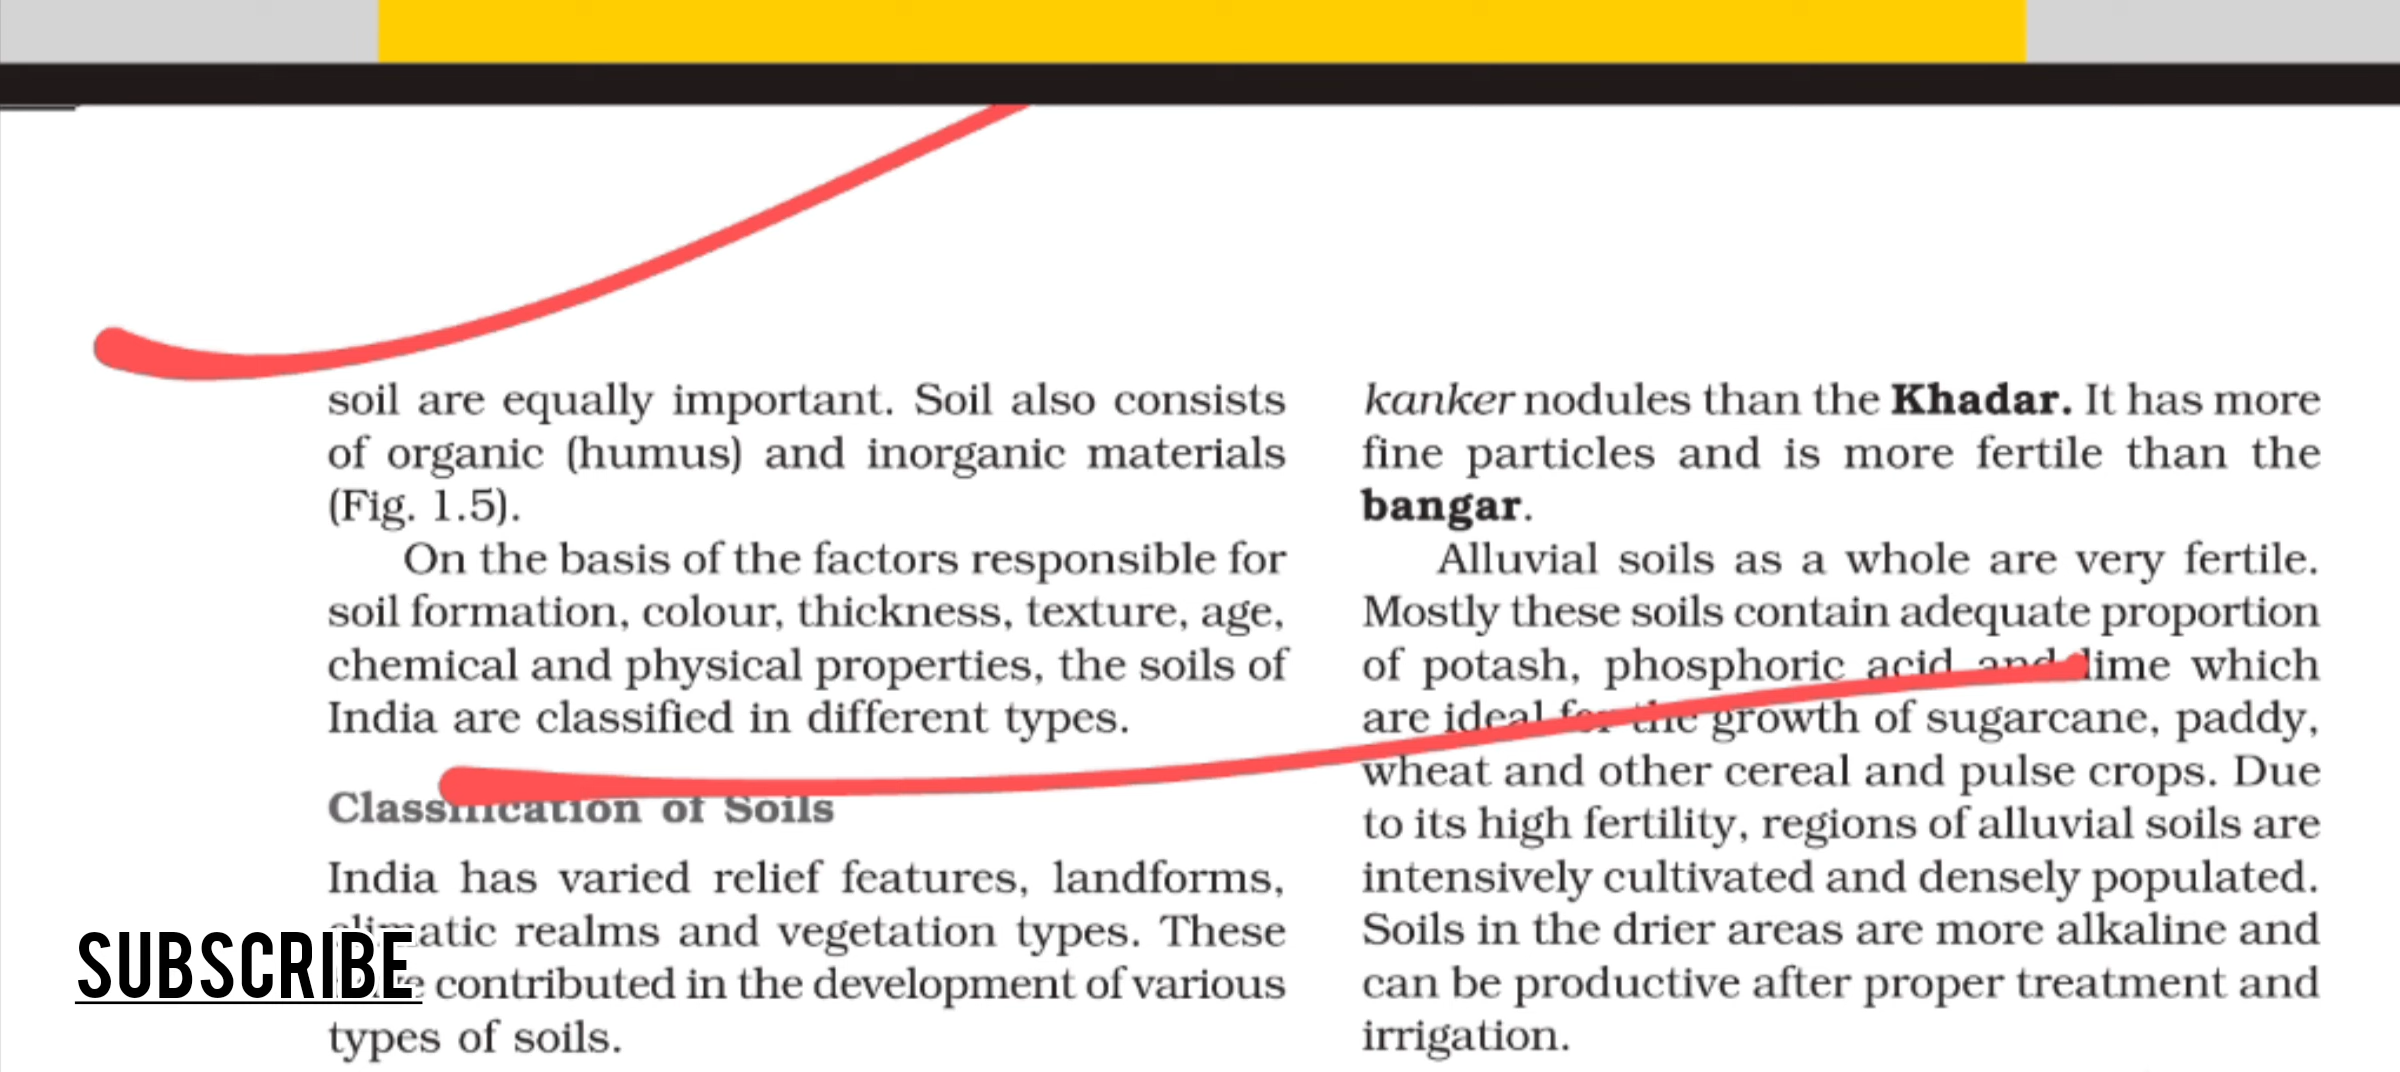 soil are equally important. Soil also consists
of organic (humus) and inorganic materials
(Fig. 1.5).
On the basis of the factors responsible for
soil formation, colour, thickness, texture, age,
chemical and physical properties, the soils of
India are classified in different types.
Classification of Soils
India has varied relief features, landforms,
climatic realms and vegetation types. These
contributed in the development of various
types of soils.
kanker nodules than the Khadar. It has more
fine particles and is more fertile than the
bangar.
Alluvial soils as a whole are very fertile.
Mostly these soils contain adequate proportion
of potash, phosphoric acid and lime which
are ideal for the growth of sugarcane, paddy,
wheat and other cereal and pulse crops. Due
to its high fertility, regions of alluvial soils are
intensively cultivated and densely populated.
Soils in the drier areas are more alkaline and
can be productive after proper treatment and
irrigation.
SUBSCRIBE